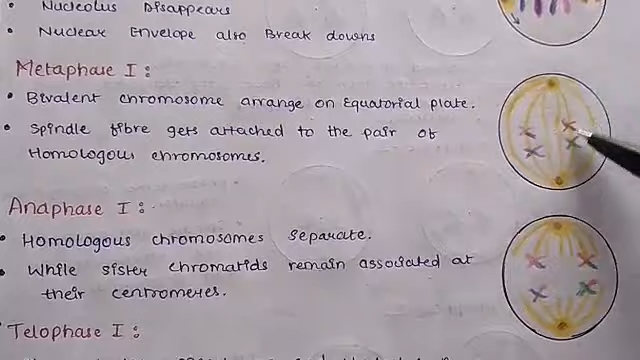 • Nucleolus Disappears
• Nuclear Envelope also Break downs
Metaphase I :
• Bivalent chromosome arrange on Equatorial plate.
• Spindle fibre gets attached to the pair of
Homologous chromosomes.
Anaphase I :
• Homologous chromosomes separate.
• While sister chromatids remain associated at
their centromeres.
Telophase I :